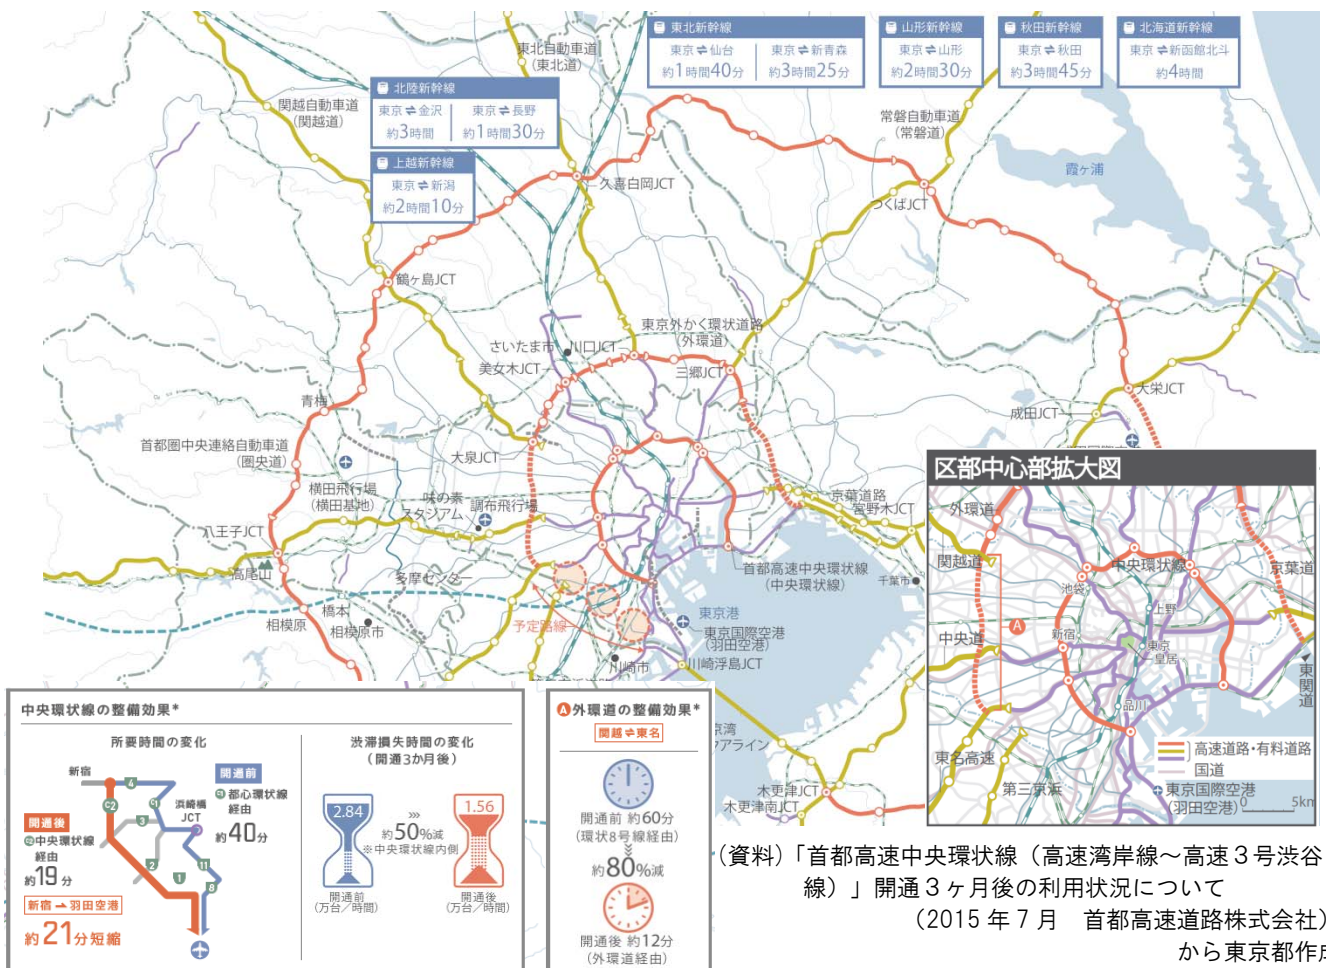 東北新幹線
東京⇌仙台
約1時間40分
東京⇌新青森
約3時間25分
山形新幹線
東京⇌山形
約2時間30分
秋田新幹線
東京⇌秋田
約3時間45分
北海道新幹線
東京⇌新函館北斗
約4時間
東北自動車道
(東北道)
北陸新幹線
東京⇌金沢
約3時間
東京⇌長野
約1時間30分
上越新幹線
東京⇌新潟
約2時間10分
関越自動車道
(関越道)
常磐自動車道
(常磐道)
霞ヶ浦
久喜白岡JCT
つくばJCT
鶴ヶ島JCT
東京外かく環状道路
(外環道)
さいたま市
川口JCT
美女木JCT
三郷JCT
大栄JCT
成田JCT
青梅
首都圏中央連絡自動車道
(圏央道)
大泉JCT
横田飛行場
(横田基地)
味の素
スタジアム
調布飛行場
京葉道路
宮野木JCT
八王子JCT
高尾山
多摩センター
首都高速中央環状線
(中央環状線)
千葉市
橋本
相模原
相模原市
予定路線
東京港
東京国際空港
(羽田空港)
川崎市
川崎浮島JCT
木更津JCT
木更津南JCT
区部中心部拡大図
外環道
関越道
中央環状線
京葉道
池袋
上野
中央道
A
新宿
東京
皇居
東関道
品川
東名高速
第三京浜
高速道路・有料道路
国道
東京国際空港
(羽田空港)
0 5km
中央環状線の整備効果*
所要時間の変化
新宿
4
C2
C1
3
2
1
11
8
浜崎橋
JCT
開通前
C1都心環状線
経由
約40分
開通後
C2中央環状線
経由
約19分
新宿→羽田空港
約21分短縮
渋滞損失時間の変化
(開通3か月後)
2.84
約50%減
※中央環状線内側
1.56
開通前
(万台/時間)
開通後
(万台/時間)
A外環道の整備効果*
関越⇌東名
開通前 約60分
(環状8号線経由)
約80%減
開通後 約12分
(外環道経由)
(資料)「首都高速中央環状線(高速湾岸線~高速3号渋谷
線)」開通3ヶ月後の利用状況について
(2015年7月 首都高速道路株式会社)
から東京都作成